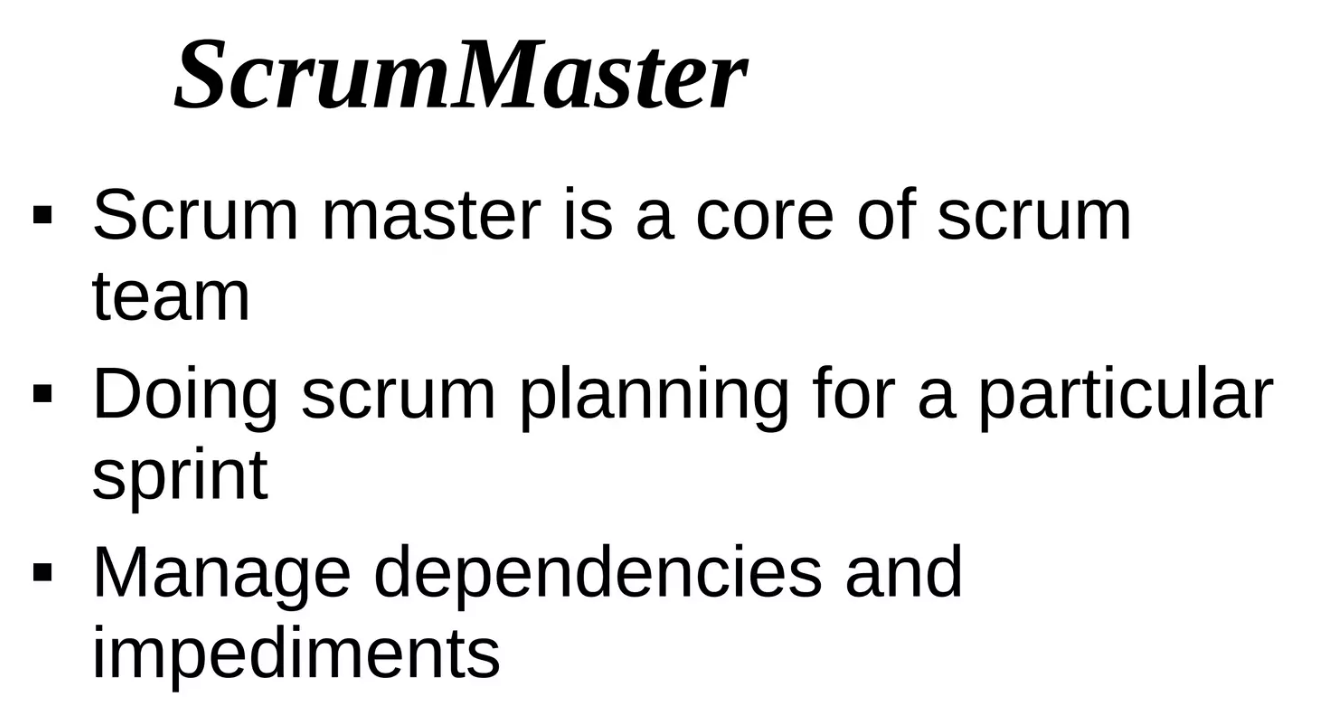 ScrumMaster
▪ Scrum master is a core of scrum
team
▪ Doing scrum planning for a particular
sprint
▪ Manage dependencies and
impediments